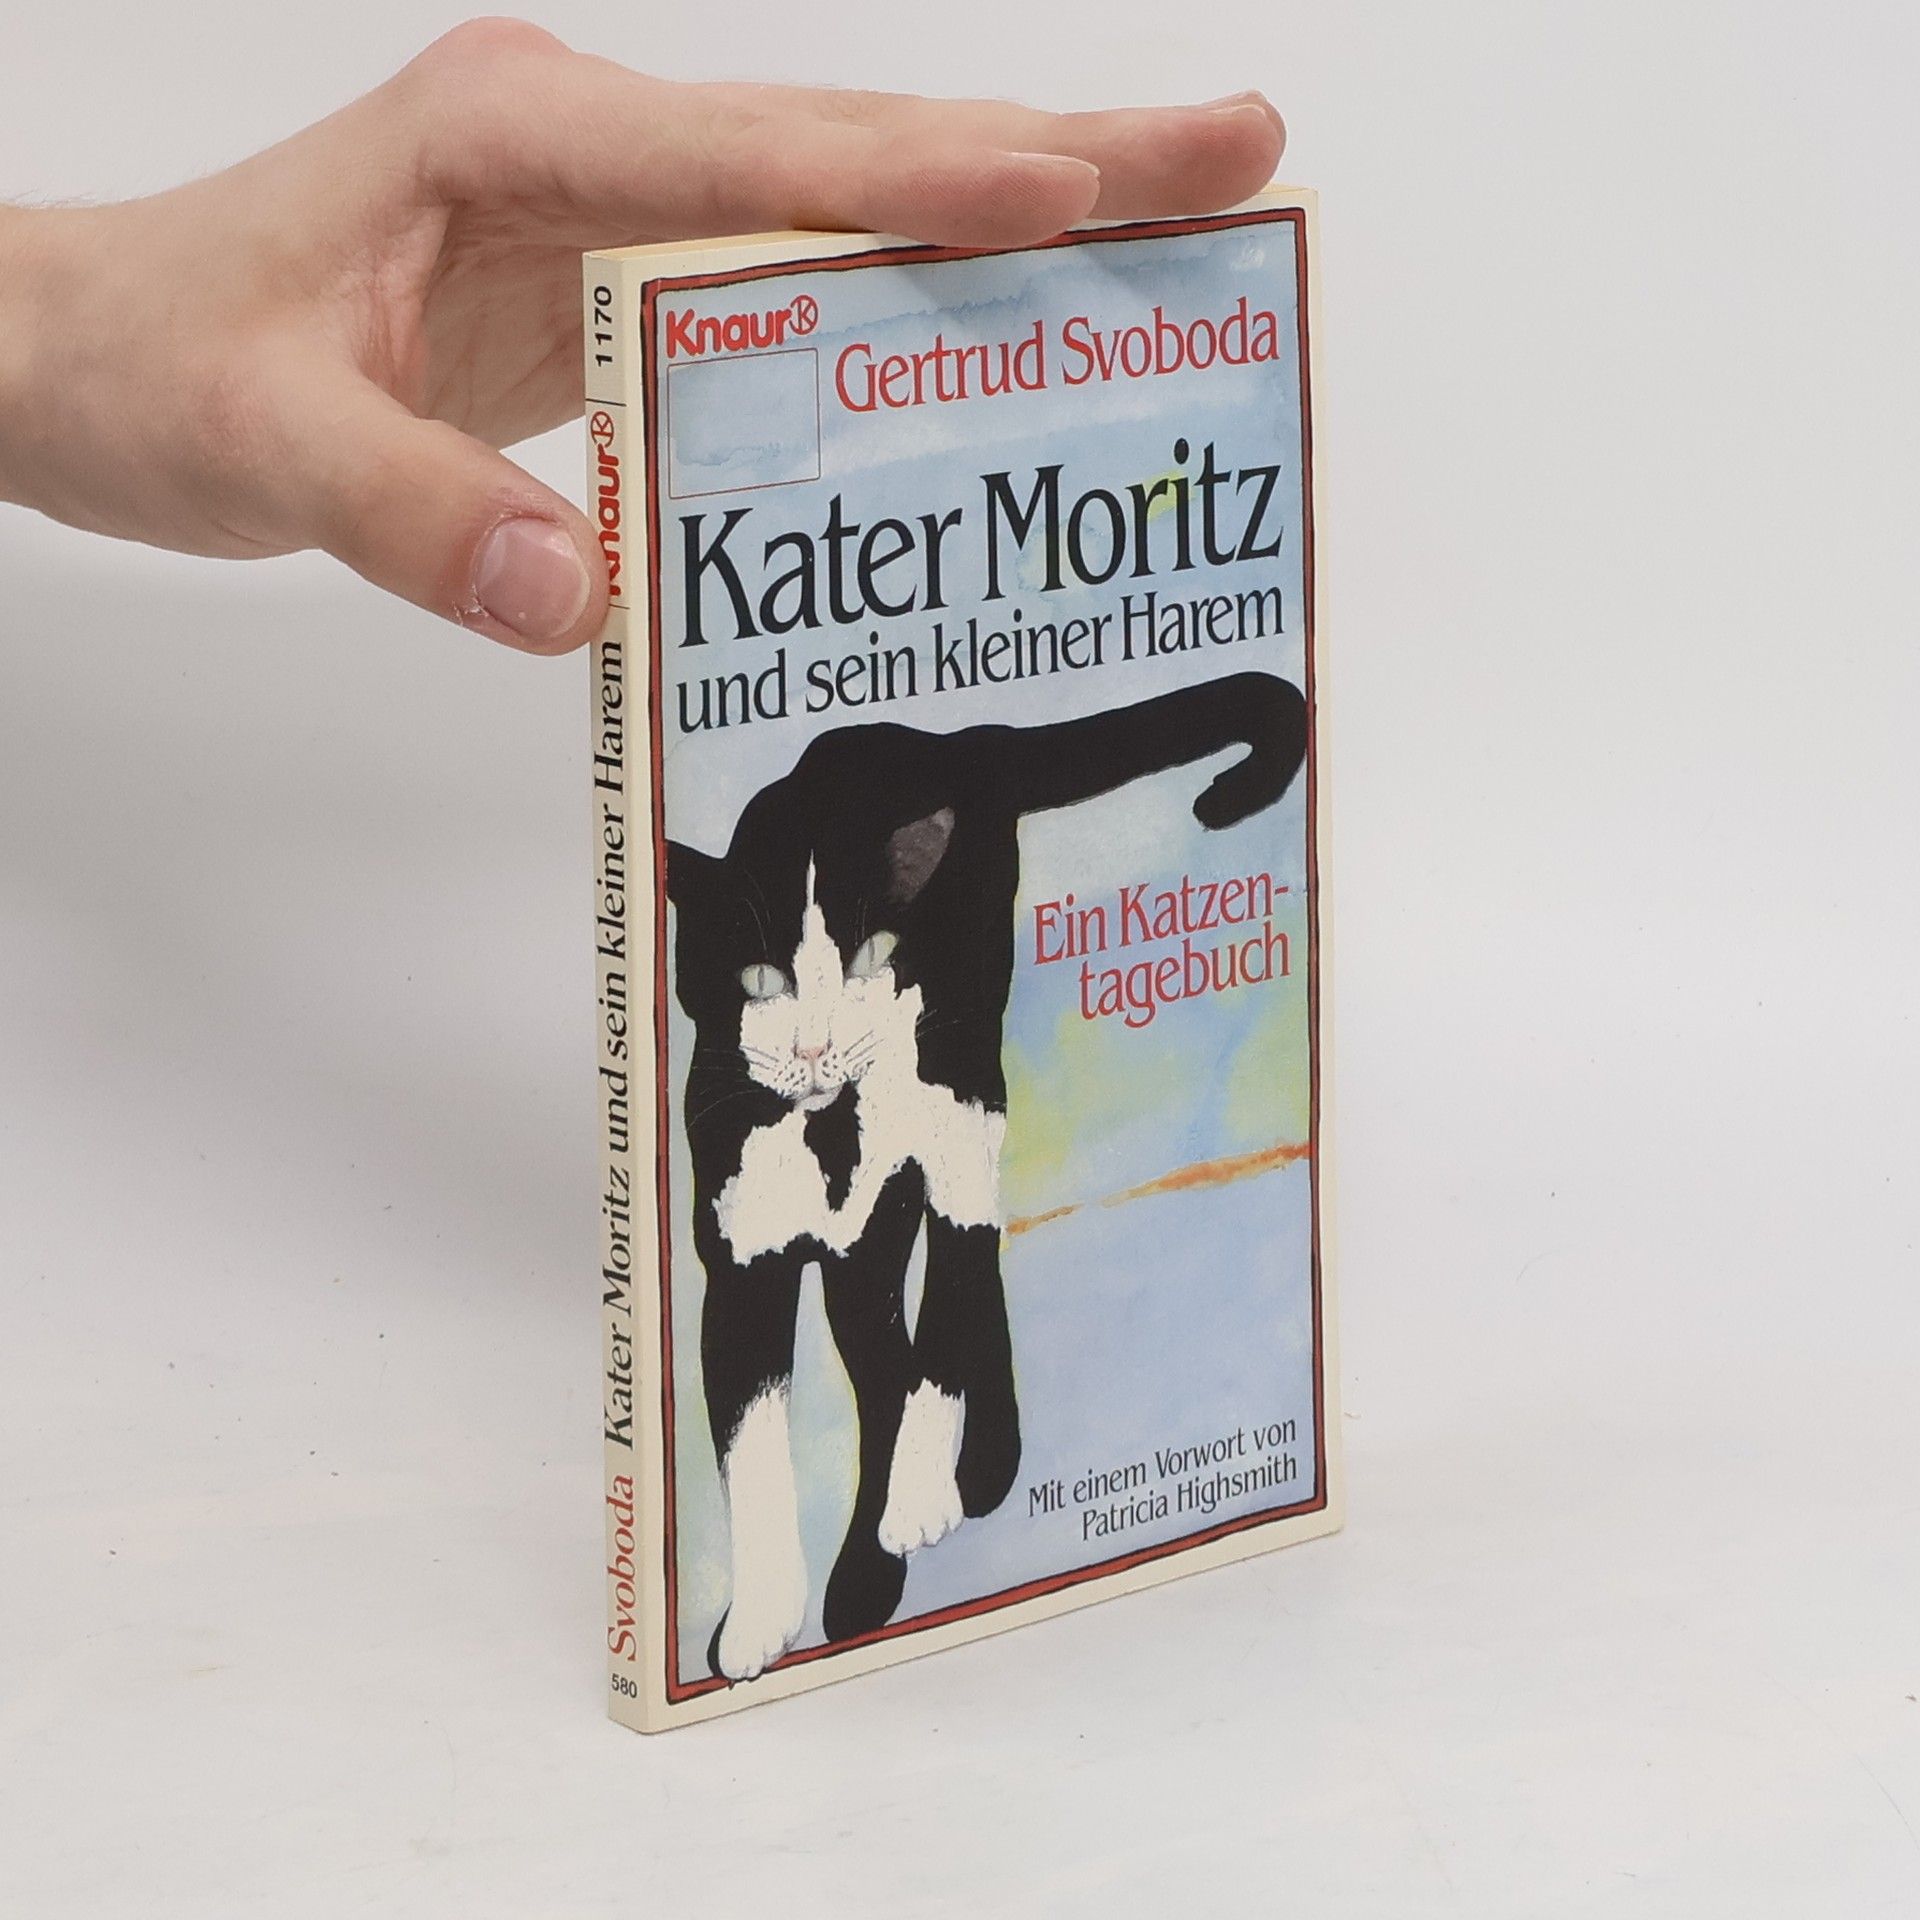 Knaur
Gertrud Svoboda
Kater Moritz
und sein kleiner Harem
Ein Katzen-
tagebuch
Mit einem Vorwort von
Patricia Highsmith
1170
Knaur
Svoboda Kater Moritz und sein kleiner Harem
580